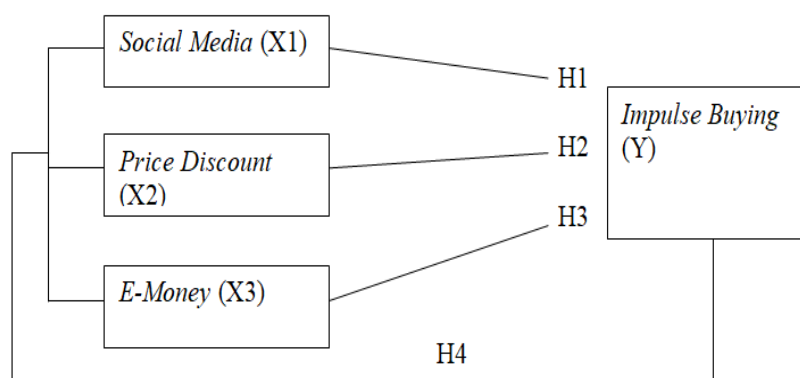 Social Media (X1)
H1
Impulse Buying
(Y)
Price Discount
(X2)
H2
H3
E-Money (X3)
H4